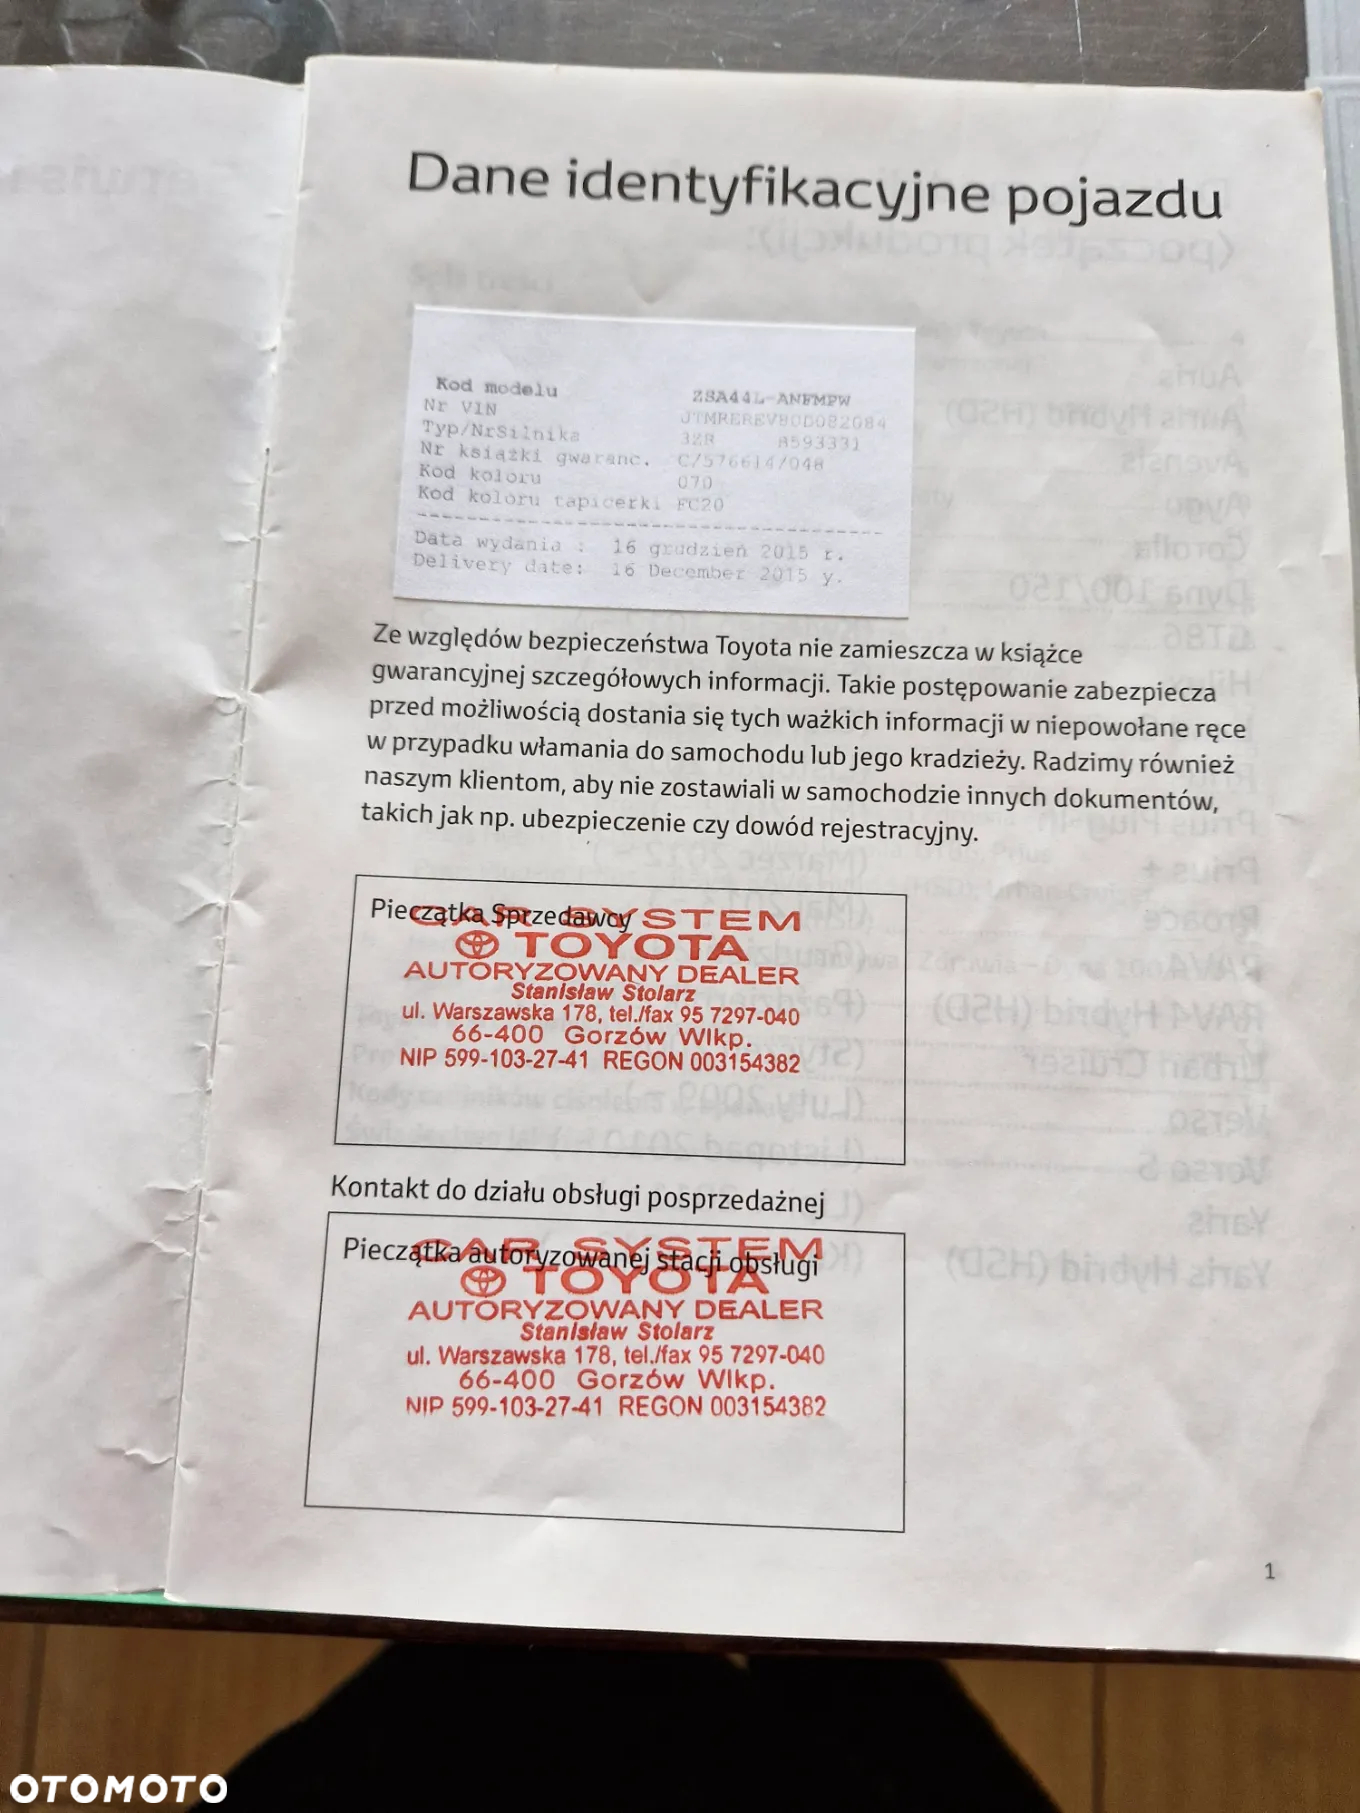 Dane identyfikacyjne pojazdu
Kod modelu ZSA44L-ANFMPW
Nr VIN JTMREREV80D082084
Typ/NrSilnika 3ZR A593331
Nr książki gwaranc. C/576614/048
Kod koloru 070
Kod koloru tapicerki FC20
Data wydania : 16 grudzień 2015 r.
Delivery date: 16 December 2015 y.
Ze względów bezpieczeństwa Toyota nie zamieszcza w książce
gwarancyjnej szczegółowych informacji. Takie postępowanie zabezpiecza
przed możliwością dostania się tych ważkich informacji w niepowołane ręce
w przypadku włamania do samochodu lub jego kradzieży. Radzimy również
naszym klientom, aby nie zostawiali w samochodzie innych dokumentów,
takich jak np. ubezpieczenie czy dowód rejestracyjny.
Pieczątka Sprzedawcy
CAR SYSTEM
TOYOTA
AUTORYZOWANY DEALER
Stanisław Stolarz
ul. Warszawska 178, tel./fax 95 7297-040
66-400 Gorzów Wlkp.
NIP 599-103-27-41 REGON 003154382
Kontakt do działu obsługi posprzedażnej
Pieczątka autoryzowanej stacji obsługi
CAR SYSTEM
TOYOTA
AUTORYZOWANY DEALER
Stanisław Stolarz
ul. Warszawska 178, tel./fax 95 7297-040
66-400 Gorzów Wlkp.
NIP 599-103-27-41 REGON 003154382
1
OTOMOTO